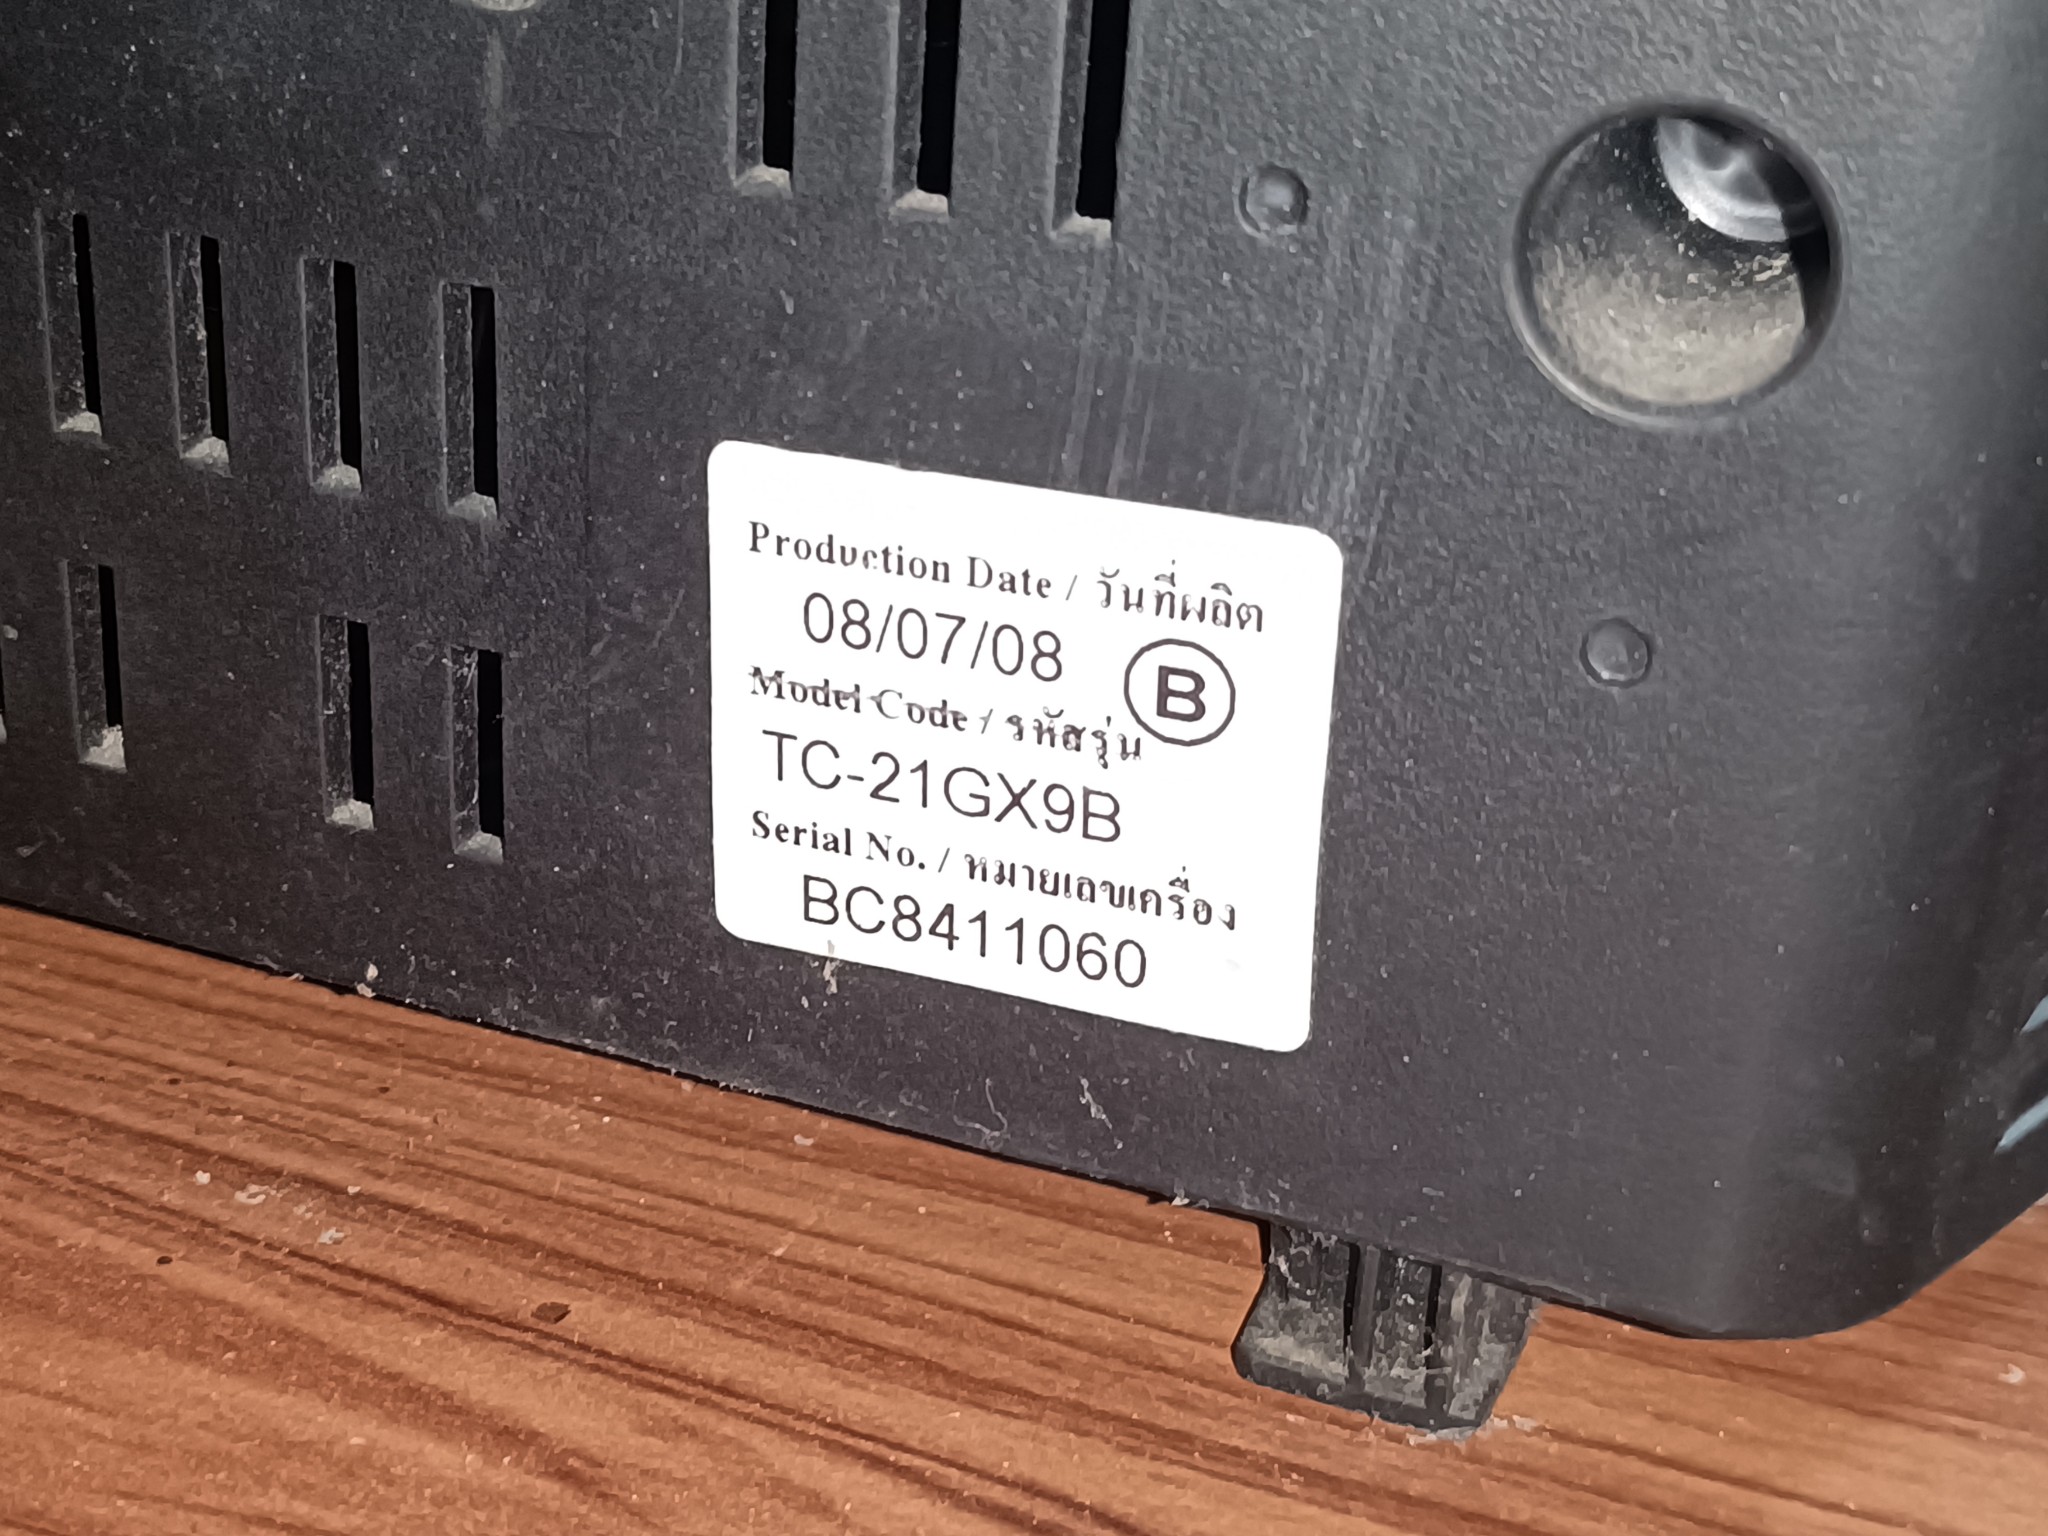 Production Date / วันที่ผลิต
08/07/08
B
Model Code / รหัสรุ่น
TC-21GX9B
Serial No. / หมายเลขเครื่อง
BC8411060